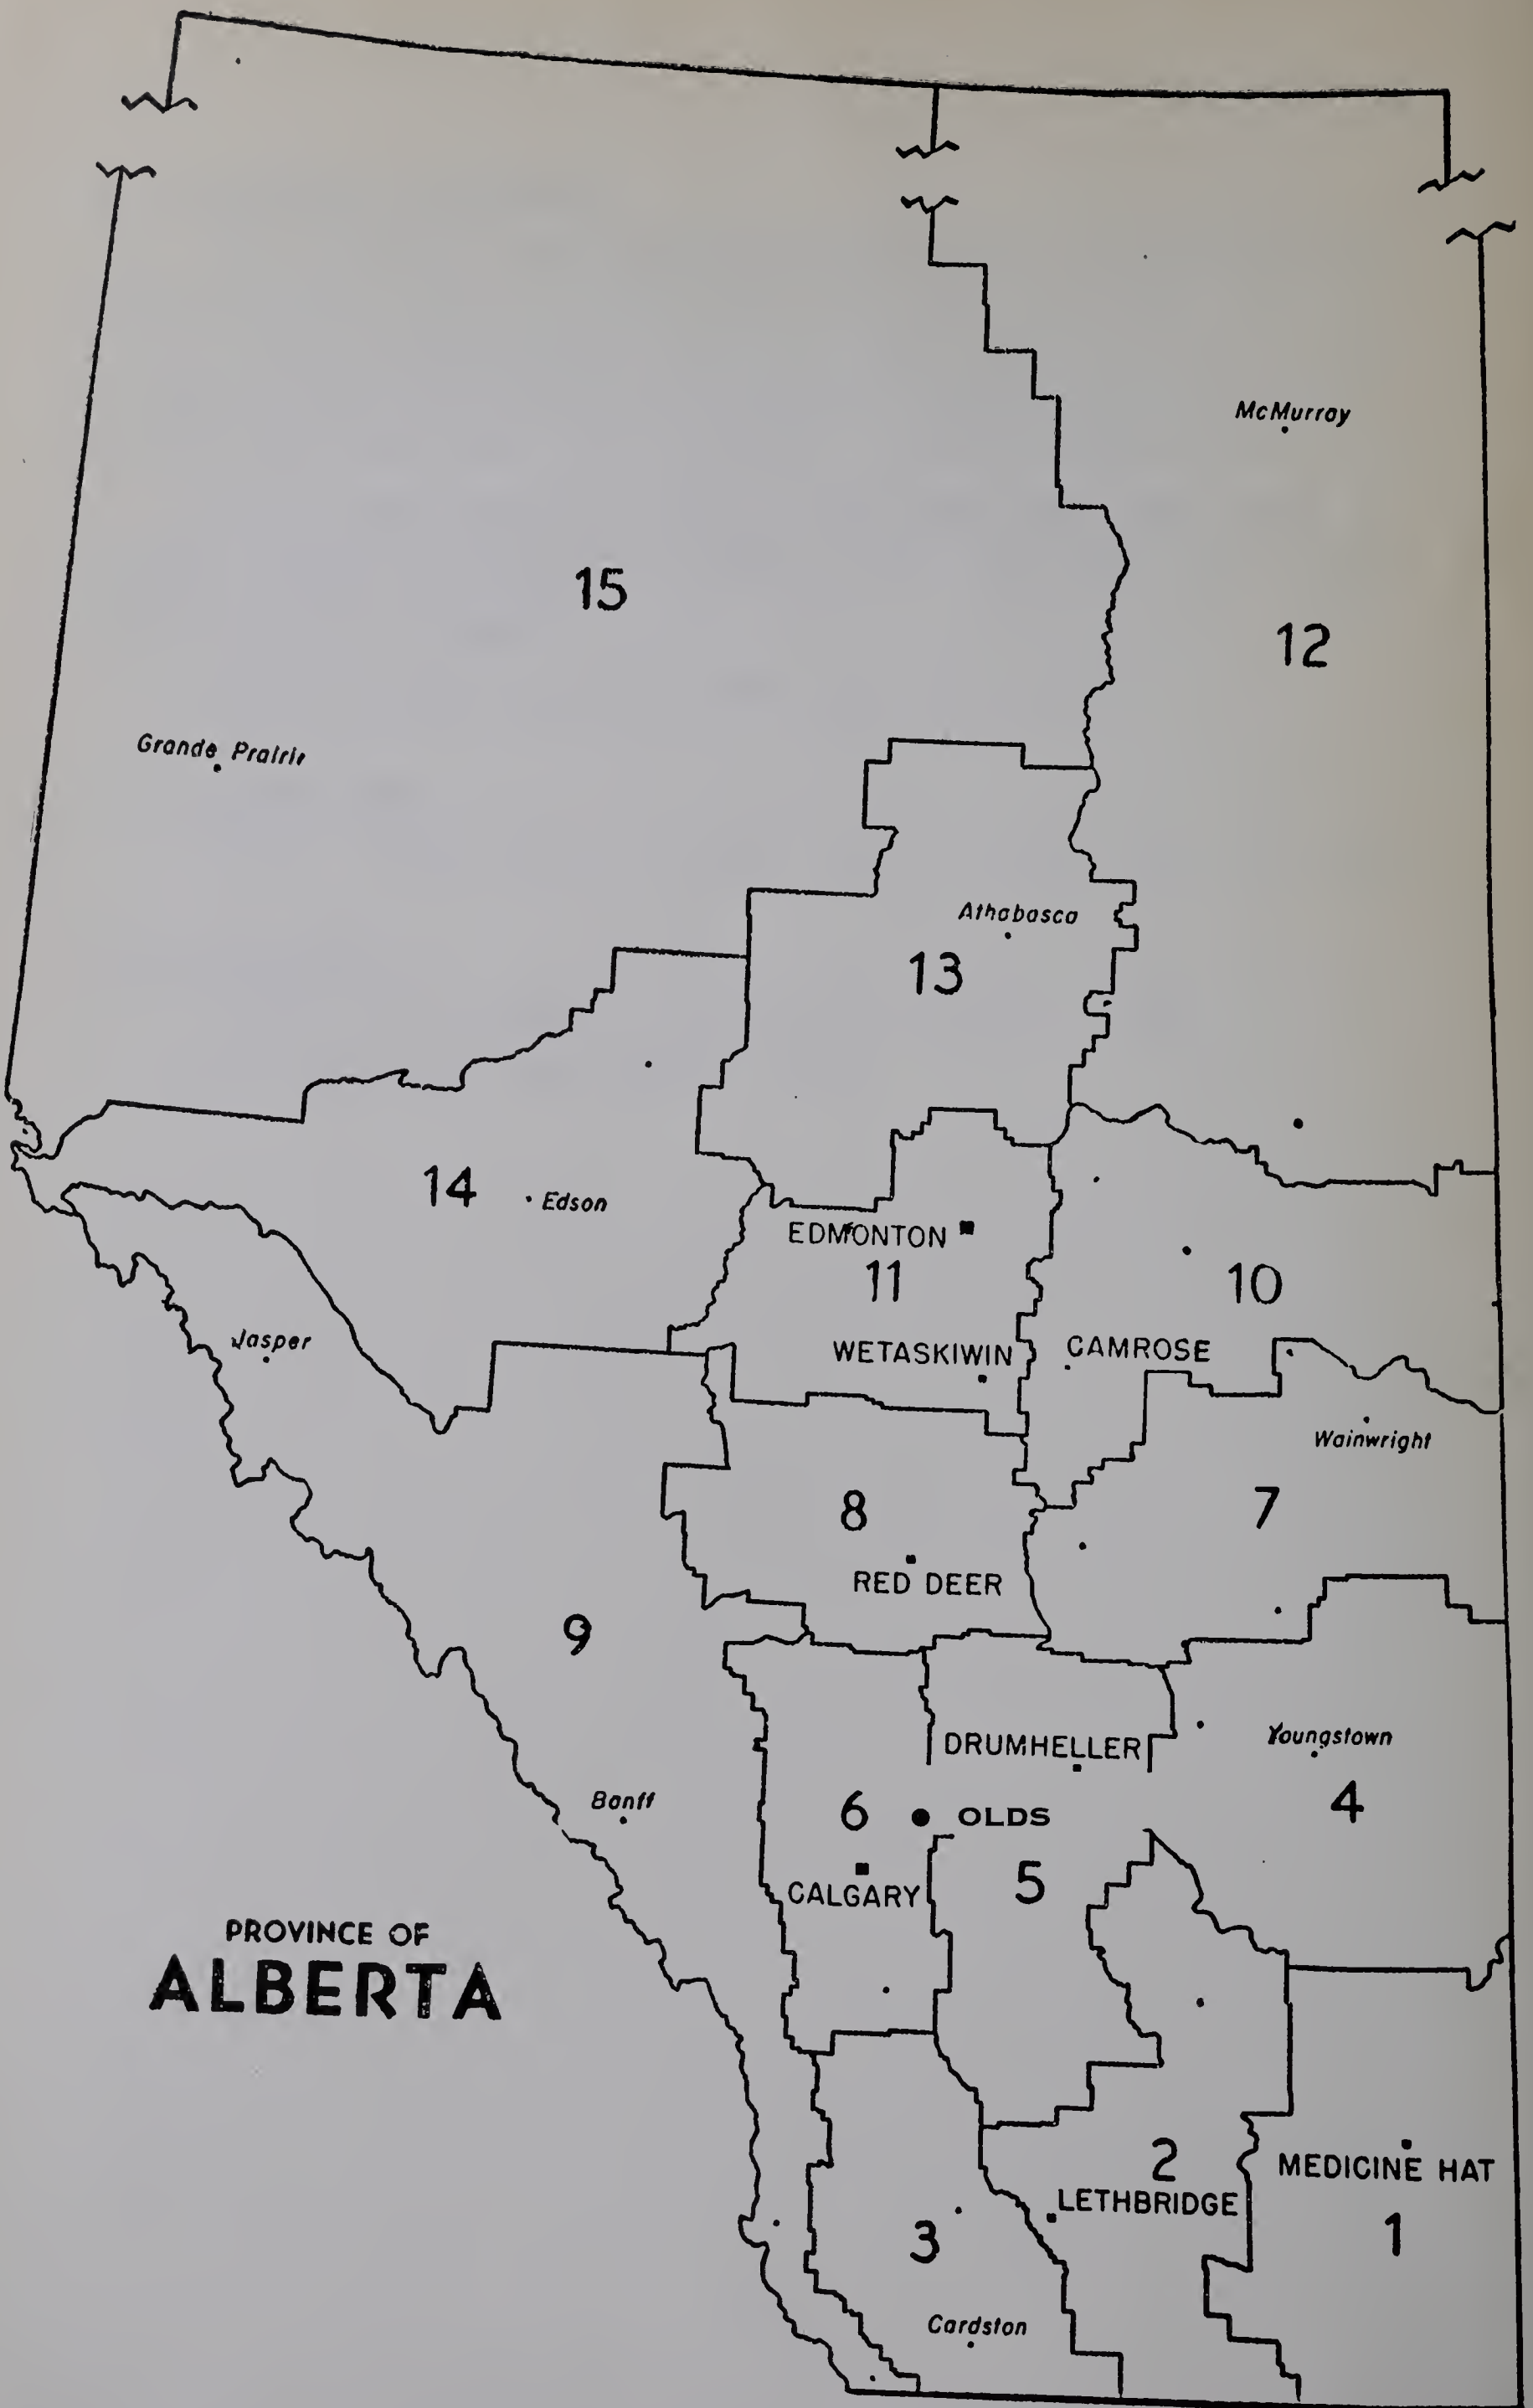 McMurray
15
12
Grande Prairie
Athabasca
13
14
Edson
EDMONTON
11
10
Jasper
WETASKIWIN
CAMROSE
Wainwright
8
7
RED DEER
9
DRUMHELLER
Youngstown
Banff
6
OLDS
4
5
CALGARY
PROVINCE OF
ALBERTA
2
MEDICINE HAT
LETHBRIDGE
3
1
Cardston